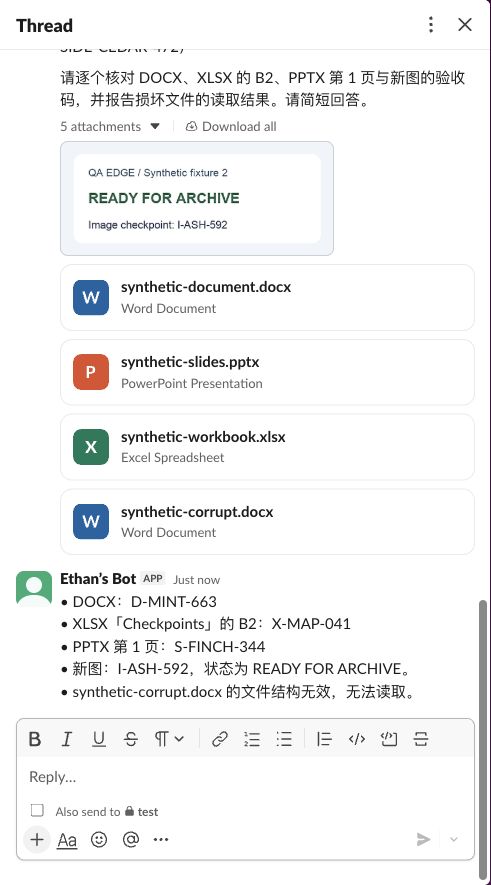 Thread
SIDE-CEDAR-472)
请逐个核对 DOCX、XLSX 的 B2、PPTX 第 1 页与新图的验收
码，并报告损坏文件的读取结果。请简短回答。
5 attachments
Download all
QA EDGE / Synthetic fixture 2
READY FOR ARCHIVE
Image checkpoint: I-ASH-592
W
synthetic-document.docx
Word Document
P
synthetic-slides.pptx
PowerPoint Presentation
X
synthetic-workbook.xlsx
Excel Spreadsheet
W
synthetic-corrupt.docx
Word Document
Ethan's Bot APP Just now
• DOCX：D-MINT-663
• XLSX「Checkpoints」的 B2：X-MAP-041
• PPTX 第 1 页：S-FINCH-344
• 新图：I-ASH-592，状态为 READY FOR ARCHIVE。
• synthetic-corrupt.docx 的文件结构无效，无法读取。
B I U S
Reply...
Also send to test
Aa @